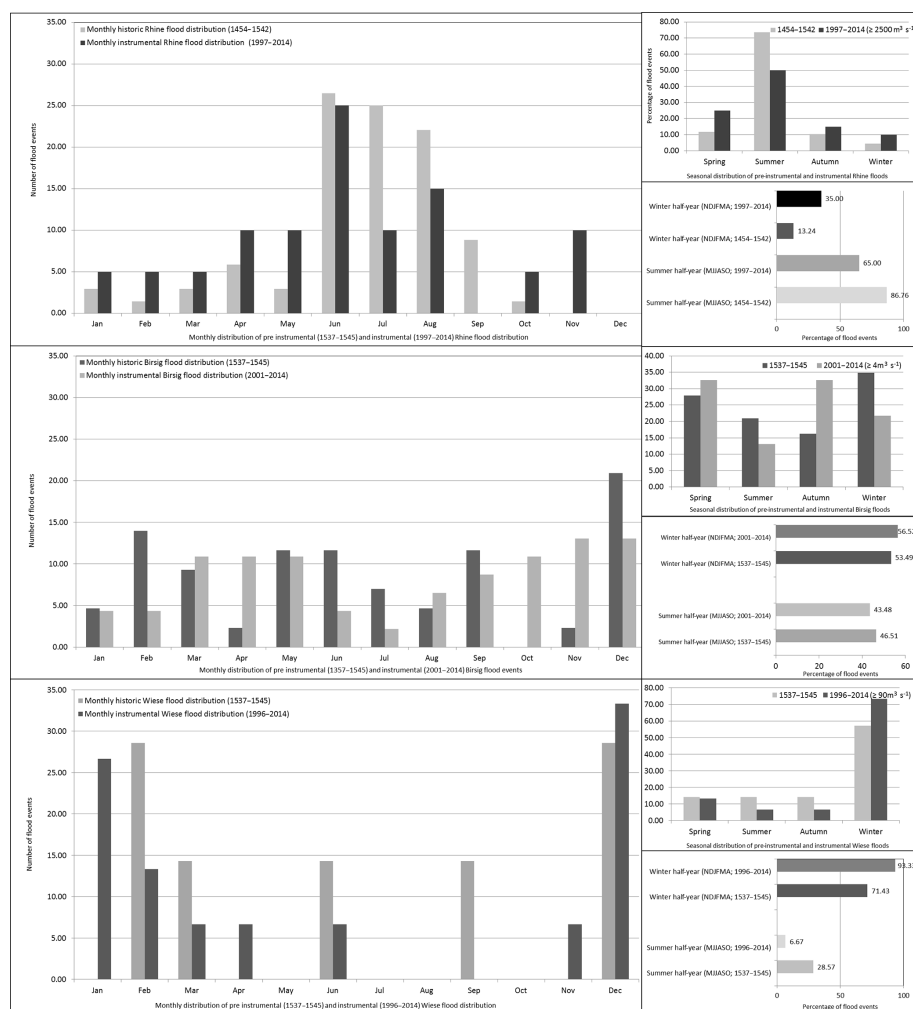 Monthly historic Rhine flood distribution (1454–1542)
Monthly instrumental Rhine flood distribution (1997–2014)
Number of flood events
35.00
30.00
25.00
20.00
15.00
10.00
5.00
0.00
Jan Feb Mar Apr May Jun Jul Aug Sep Oct Nov Dec
Monthly distribution of pre instrumental (1537–1545) and instrumental (1997–2014) Rhine flood distribution
1454–1542 1997–2014 (≥ 2500 m³ s⁻¹)
Percentage of flood events
80.00
70.00
60.00
50.00
40.00
30.00
20.00
10.00
0.00
Spring Summer Autumn Winter
Seasonal distribution of pre-instrumental and instrumental Rhine floods
Winter half-year (NDJFMA; 1997–2014) 35.00
Winter half-year (NDJFMA; 1454–1542) 13.24
Summer half-year (MJJASO; 1997–2014) 65.00
Summer half-year (MJJASO; 1454–1542) 86.76
0 50 100
Percentage of flood events
Monthly historic Birsig flood distribution (1537–1545)
Monthly instrumental Birsig flood distribution (2001–2014)
Number of flood events
35.00
30.00
25.00
20.00
15.00
10.00
5.00
0.00
Jan Feb Mar Apr May Jun Jul Aug Sep Oct Nov Dec
Monthly distribution of pre instrumental (1357–1545) and instrumental (2001–2014) Birsig flood events
1537–1545 2001–2014 (≥ 4m³ s⁻¹)
40.00
35.00
30.00
25.00
20.00
15.00
10.00
5.00
0.00
Spring Summer Autumn Winter
Seasonal distribution of pre-instrumental and instrumental Birsig floods
Winter half-year (NDJFMA; 2001–2014) 56.52
Winter half-year (NDJFMA; 1537–1545) 53.49
Summer half-year (MJJASO; 2001–2014) 43.48
Summer half-year (MJJASO; 1537–1545) 46.51
0 20 40 60
Percentage of flood events
Monthly historic Wiese flood distribution (1537–1545)
Monthly instrumental Wiese flood distribution (1996–2014)
Number of flood events
35.00
30.00
25.00
20.00
15.00
10.00
5.00
0.00
Jan Feb Mar Apr May Jun Jul Aug Sep Oct Nov Dec
Monthly distribution of pre instrumental (1537–1545) and instrumental (1996–2014) Wiese flood distribution
1537–1545 1996–2014 (≥ 90m³ s⁻¹)
80.00
70.00
60.00
50.00
40.00
30.00
20.00
10.00
0.00
Spring Summer Autumn Winter
Seasonal distribution of pre-instrumental and instrumental Wiese floods
Winter half-year (NDJFMA; 1996–2014) 93.33
Winter half-year (NDJFMA; 1537–1545) 71.43
Summer half-year (MJJASO; 1996–2014) 6.67
Summer half-year (MJJASO; 1537–1545) 28.57
0 50 100
Percentage of flood events